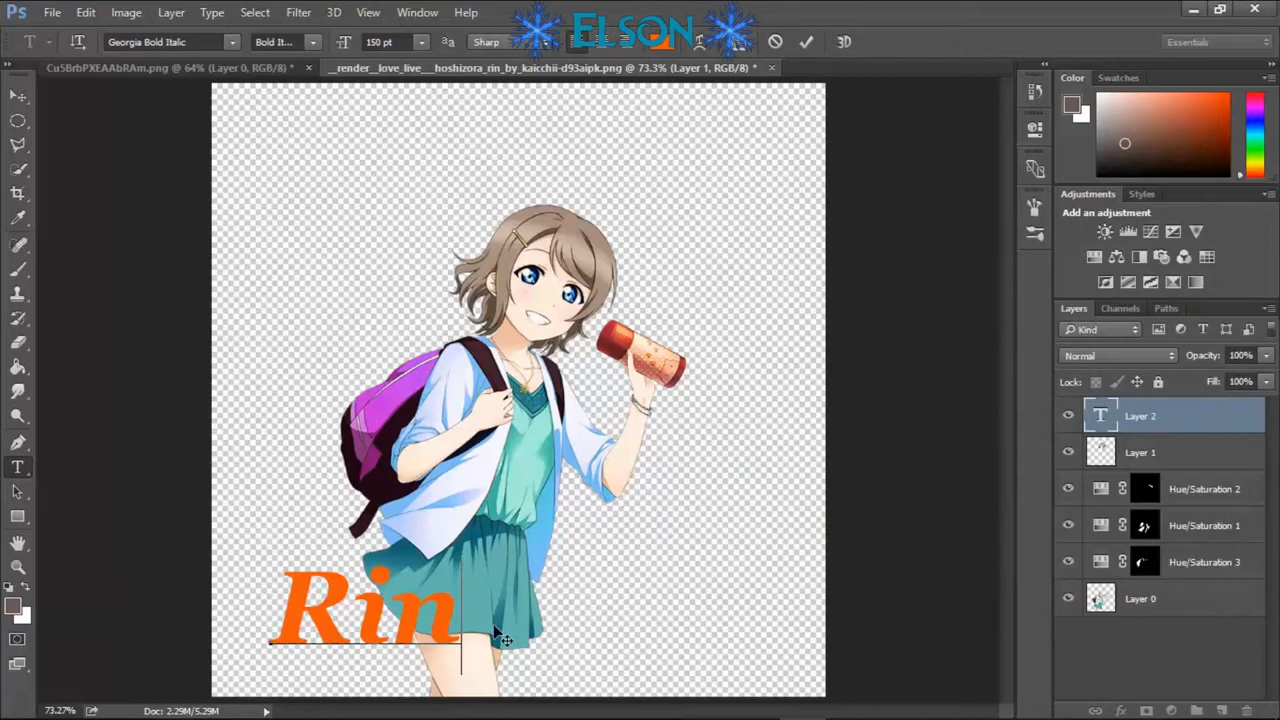 Ps File Edit Image Layer Type Select Filter 3D View Window Help
ELSON
Georgia Bold Italic Bold It... 150 pt Sharp 3D Essentials
Cu5BrbPXEAAbRAm.png @ 64% (Layer 0, RGB/8) * × __render__love_live___hoshizora_rin_by_kaicchii-d93aipk.png @ 73.3% (Layer 1, RGB/8) * ×
Color Swatches
Adjustments Styles
Add an adjustment
Layers Channels Paths
Kind
Normal Opacity: 100%
Lock: Fill: 100%
Layer 2
Layer 1
Hue/Saturation 2
Hue/Saturation 1
Hue/Saturation 3
Layer 0
Rin
73.27% Doc: 2.29M/5.29M